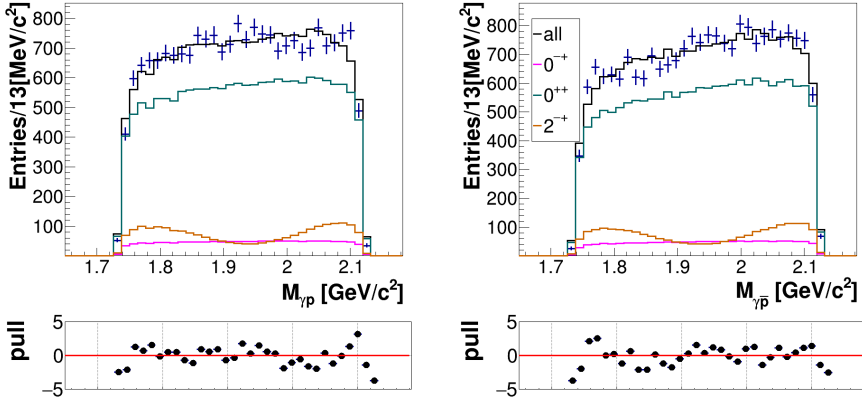 Entries/13[MeV/c²]
800
700
600
500
400
300
200
100
1.7 1.8 1.9 2 2.1
M_γp [GeV/c²]
pull
5
0
−5
Entries/13[MeV/c²]
800
700
600
500
400
300
200
100
all
0⁻⁺
0⁺⁺
2⁻⁺
1.7 1.8 1.9 2 2.1
M_γp̅ [GeV/c²]
pull
5
0
−5